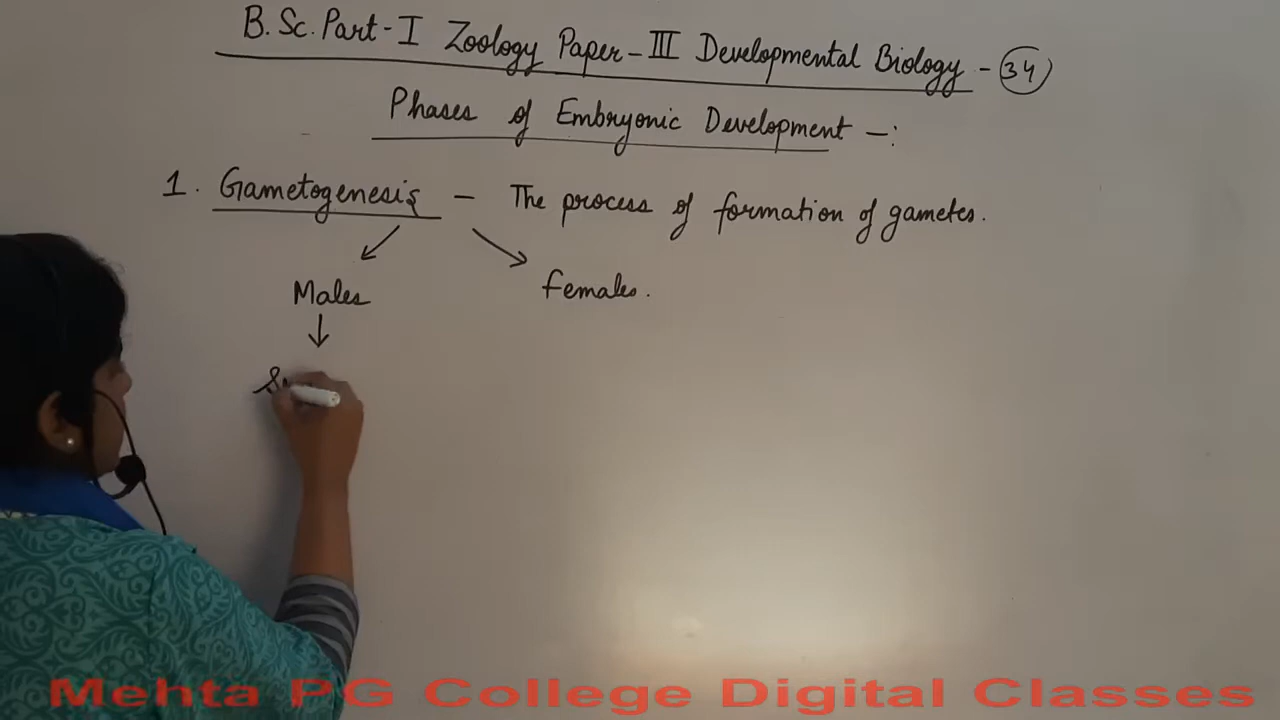 B.Sc. Part-I Zoology Paper-III Developmental Biology - 34
Phases of Embryonic Development -:
1. Gametogenesis - The process of formation of gametes.
Males females.
Mehta PG College Digital Classes